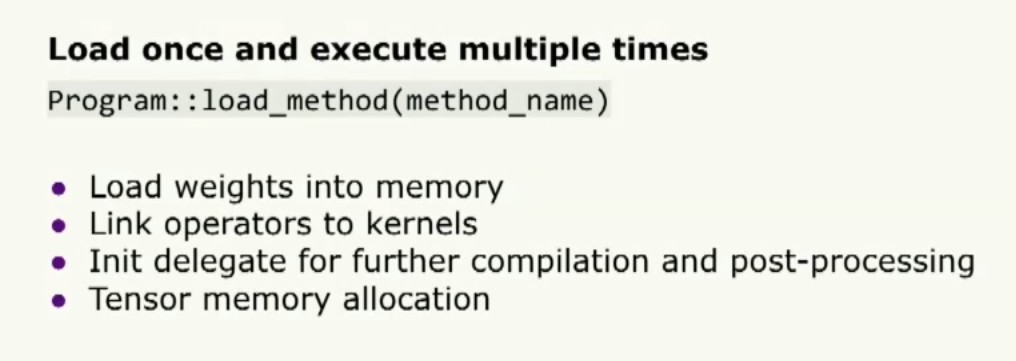 Load once and execute multiple times
Program::load_method(method_name)
• Load weights into memory
• Link operators to kernels
• Init delegate for further compilation and post-processing
• Tensor memory allocation